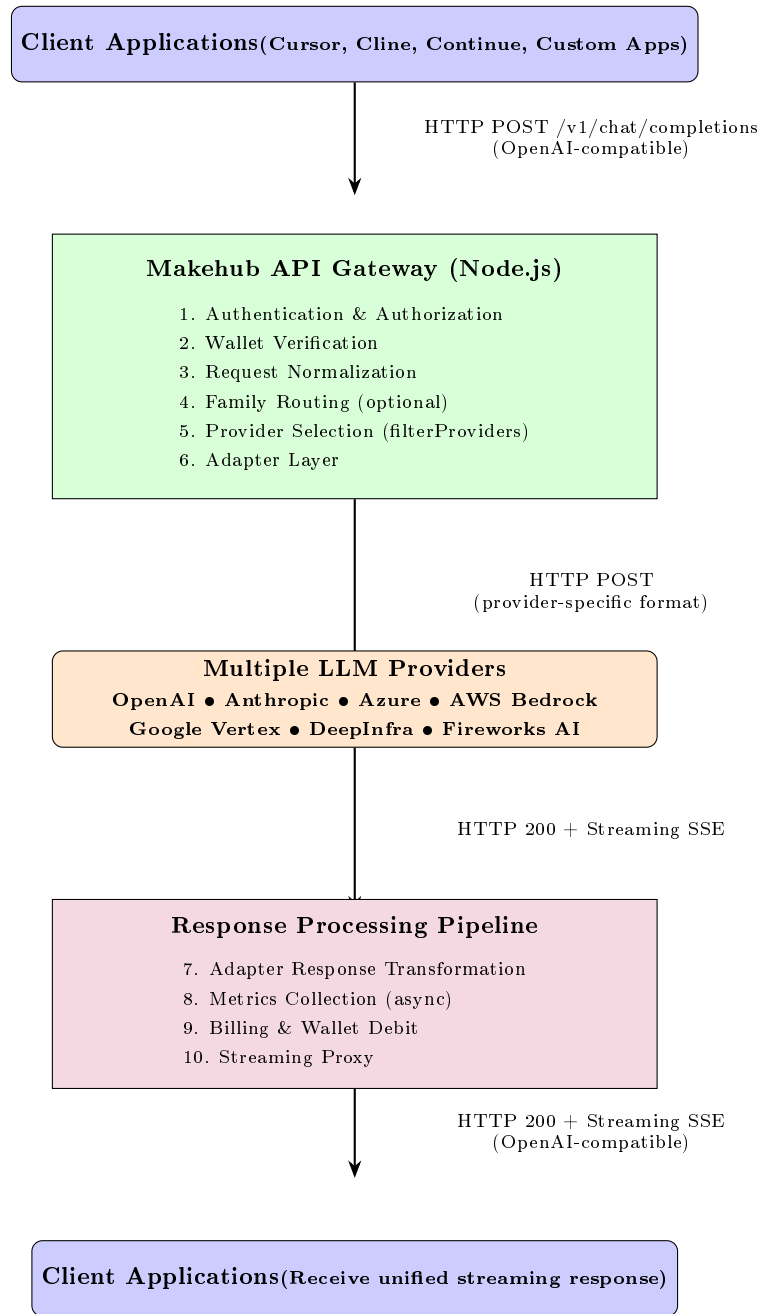 Client Applications(Cursor, Cline, Continue, Custom Apps)
HTTP POST /v1/chat/completions
(OpenAI-compatible)
Makehub API Gateway (Node.js)
1. Authentication & Authorization
2. Wallet Verification
3. Request Normalization
4. Family Routing (optional)
5. Provider Selection (filterProviders)
6. Adapter Layer
HTTP POST
(provider-specific format)
Multiple LLM Providers
OpenAI • Anthropic • Azure • AWS Bedrock
Google Vertex • DeepInfra • Fireworks AI
HTTP 200 + Streaming SSE
Response Processing Pipeline
7. Adapter Response Transformation
8. Metrics Collection (async)
9. Billing & Wallet Debit
10. Streaming Proxy
HTTP 200 + Streaming SSE
(OpenAI-compatible)
Client Applications(Receive unified streaming response)